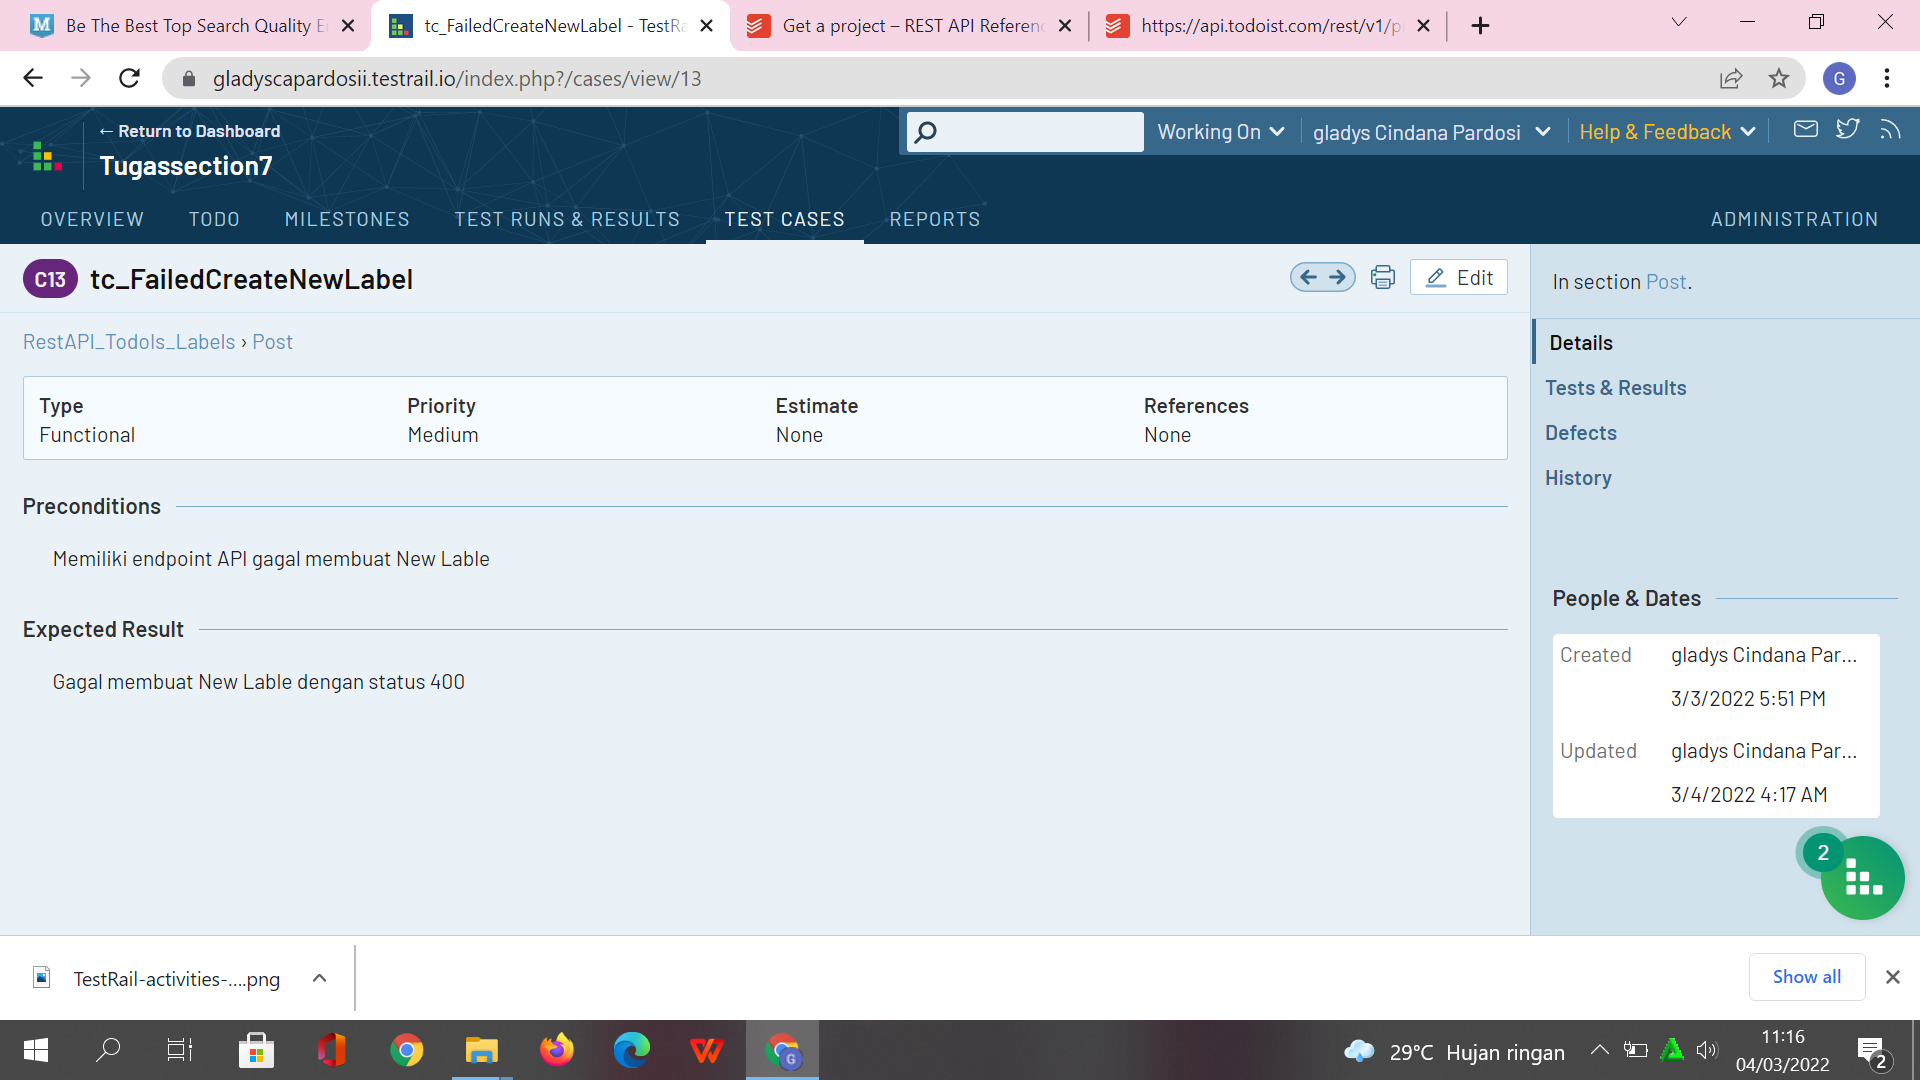 Be The Best Top Search Quality E
tc_FailedCreateNewLabel - TestRa
Get a project – REST API Referenc
https://api.todoist.com/rest/v1/p
gladyscapardosii.testrail.io/index.php?/cases/view/13
G
← Return to Dashboard
Tugassection7
Working On
gladys Cindana Pardosi
Help & Feedback
OVERVIEW
TODO
MILESTONES
TEST RUNS & RESULTS
TEST CASES
REPORTS
ADMINISTRATION
C13
tc_FailedCreateNewLabel
Edit
In section Post.
RestAPI_TodoIs_Labels › Post
Details
Tests & Results
Defects
History
Type
Functional
Priority
Medium
Estimate
None
References
None
Preconditions
Memiliki endpoint API gagal membuat New Lable
Expected Result
Gagal membuat New Lable dengan status 400
People & Dates
Created
gladys Cindana Par...
3/3/2022 5:51 PM
Updated
gladys Cindana Par...
3/4/2022 4:17 AM
2
TestRail-activities-....png
Show all
G
29°C Hujan ringan
11:16
04/03/2022
2